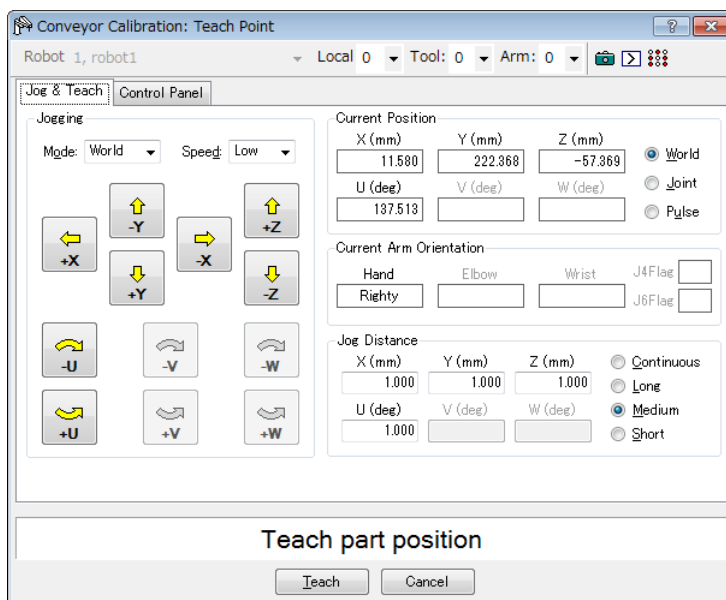 Conveyor Calibration: Teach Point
Robot 1, robot1 Local 0 Tool: 0 Arm: 0
Jog & Teach Control Panel
Jogging
Mode: World Speed: Low
-Y +Z
+X -X
+Y -Z
-U -V -W
+U +V +W
Current Position
X (mm) Y (mm) Z (mm)
11.580 222.368 -57.369
World
U (deg) V (deg) W (deg)
Joint
137.513
Pulse
Current Arm Orientation
Hand Elbow Wrist J4Flag
Righty J6Flag
Jog Distance
X (mm) Y (mm) Z (mm) Continuous
1.000 1.000 1.000 Long
U (deg) V (deg) W (deg) Medium
1.000 Short
Teach part position
Teach Cancel